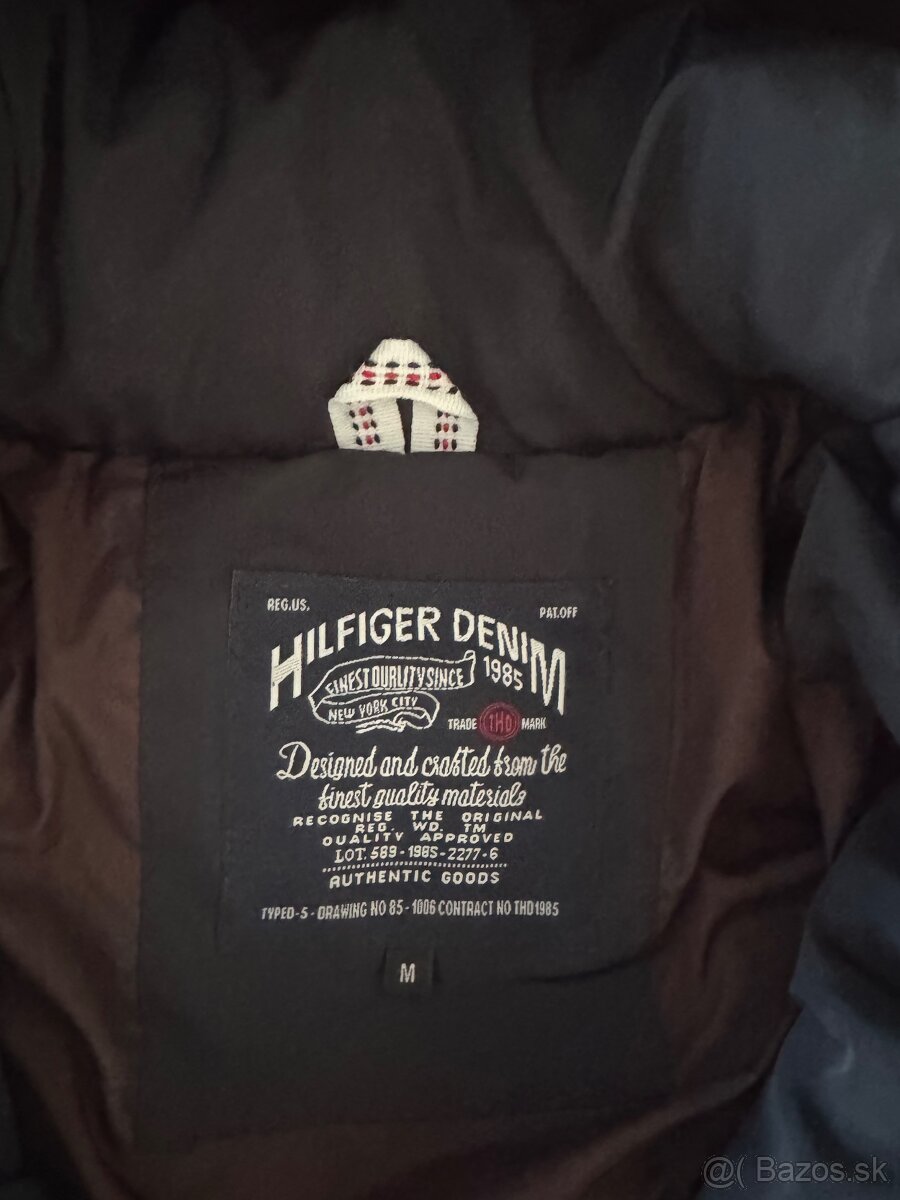 REG.US. PAT.OFF
HILFIGER DENIM
FINEST QURLITY SINCE 1985
NEW YORK CITY
TRADE THD MARK
Designed and crafted from the
finest quality materials
RECOGNISE THE ORIGINAL
REG. WD. TM
QUALITY APPROVED
LOT. 589-1985-2277-6
AUTHENTIC GOODS
TYPED-5-DRAWING NO 85-1006 CONTRACT NO THD1985
M
@( Bazos.sk